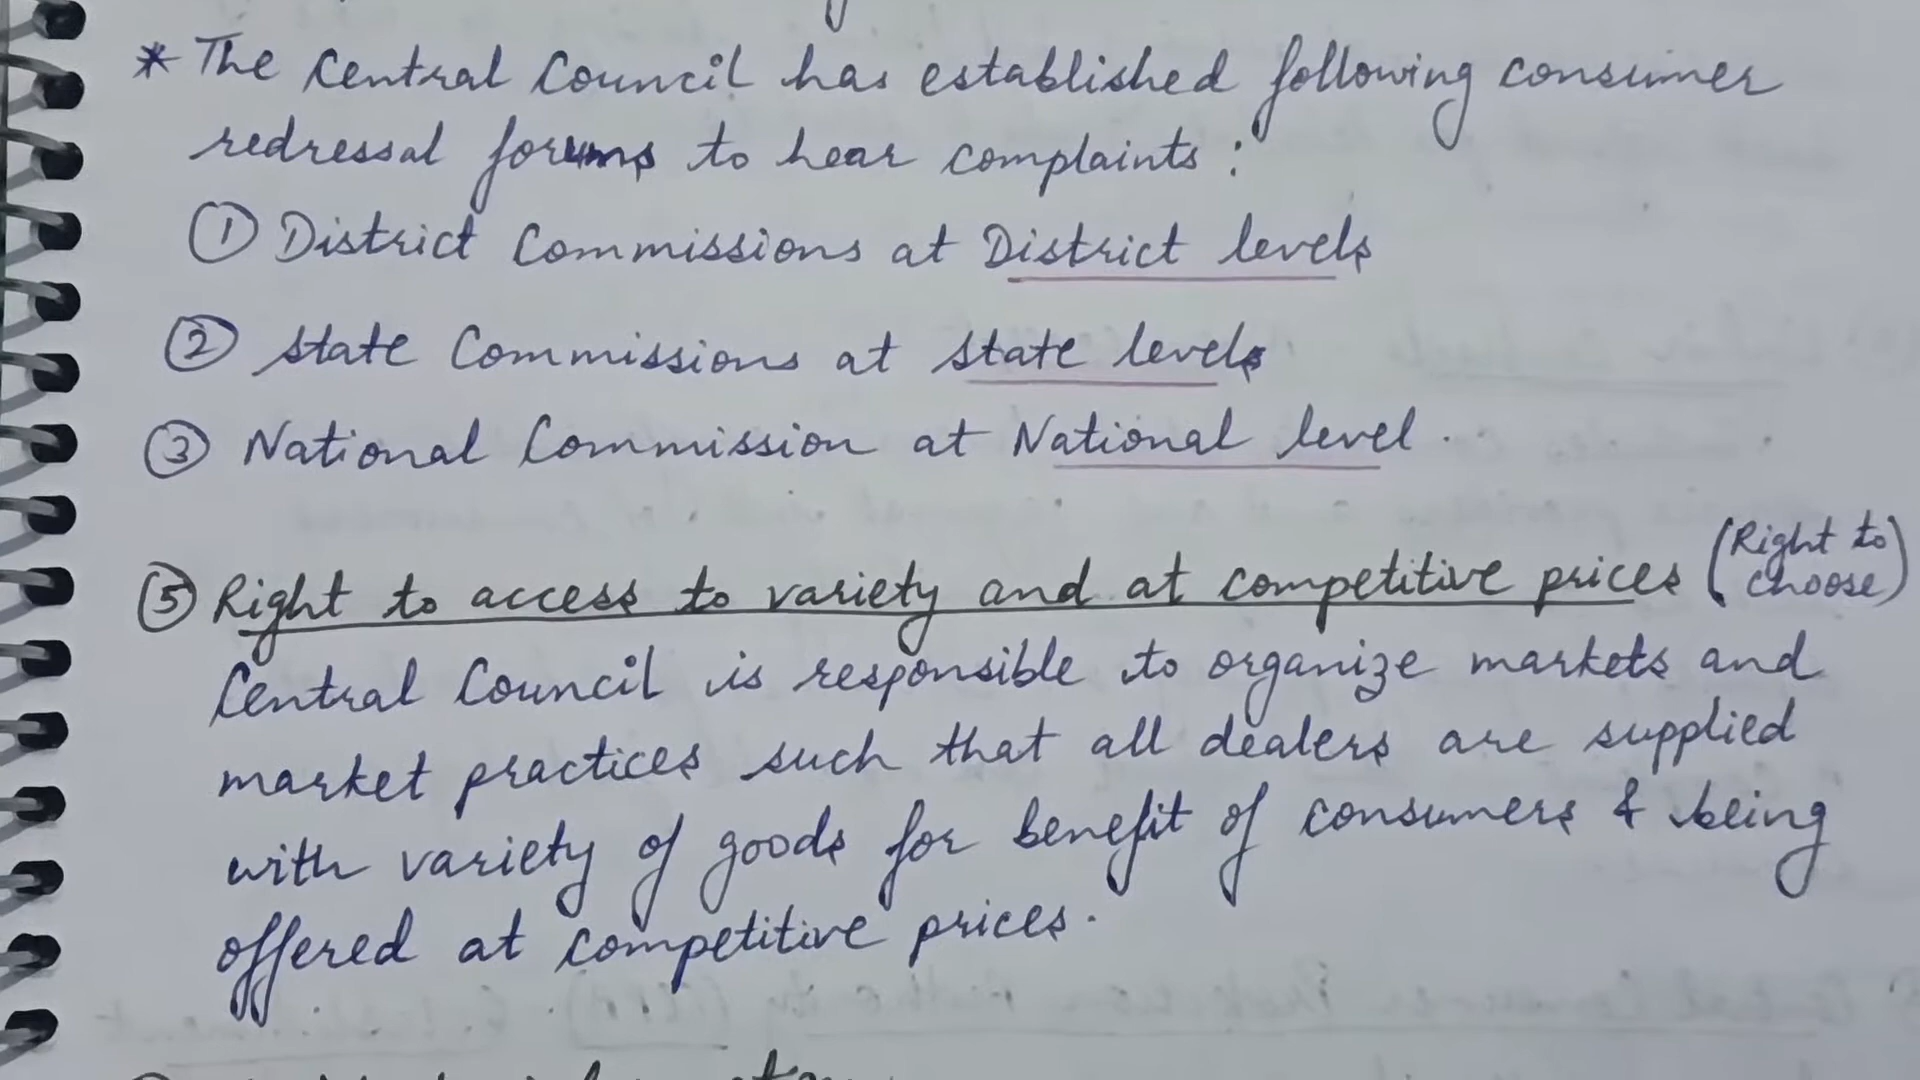 * The Central Council has established following consumer
redressal forums to hear complaints:
① District Commissions at District levels
② State Commissions at State levels
③ National Commission at National level.
⑤ Right to access to variety and at competitive prices (Right to choose)
Central Council is responsible to organize markets and
market practices such that all dealers are supplied
with variety of goods for benefit of consumers & being
offered at competitive prices.